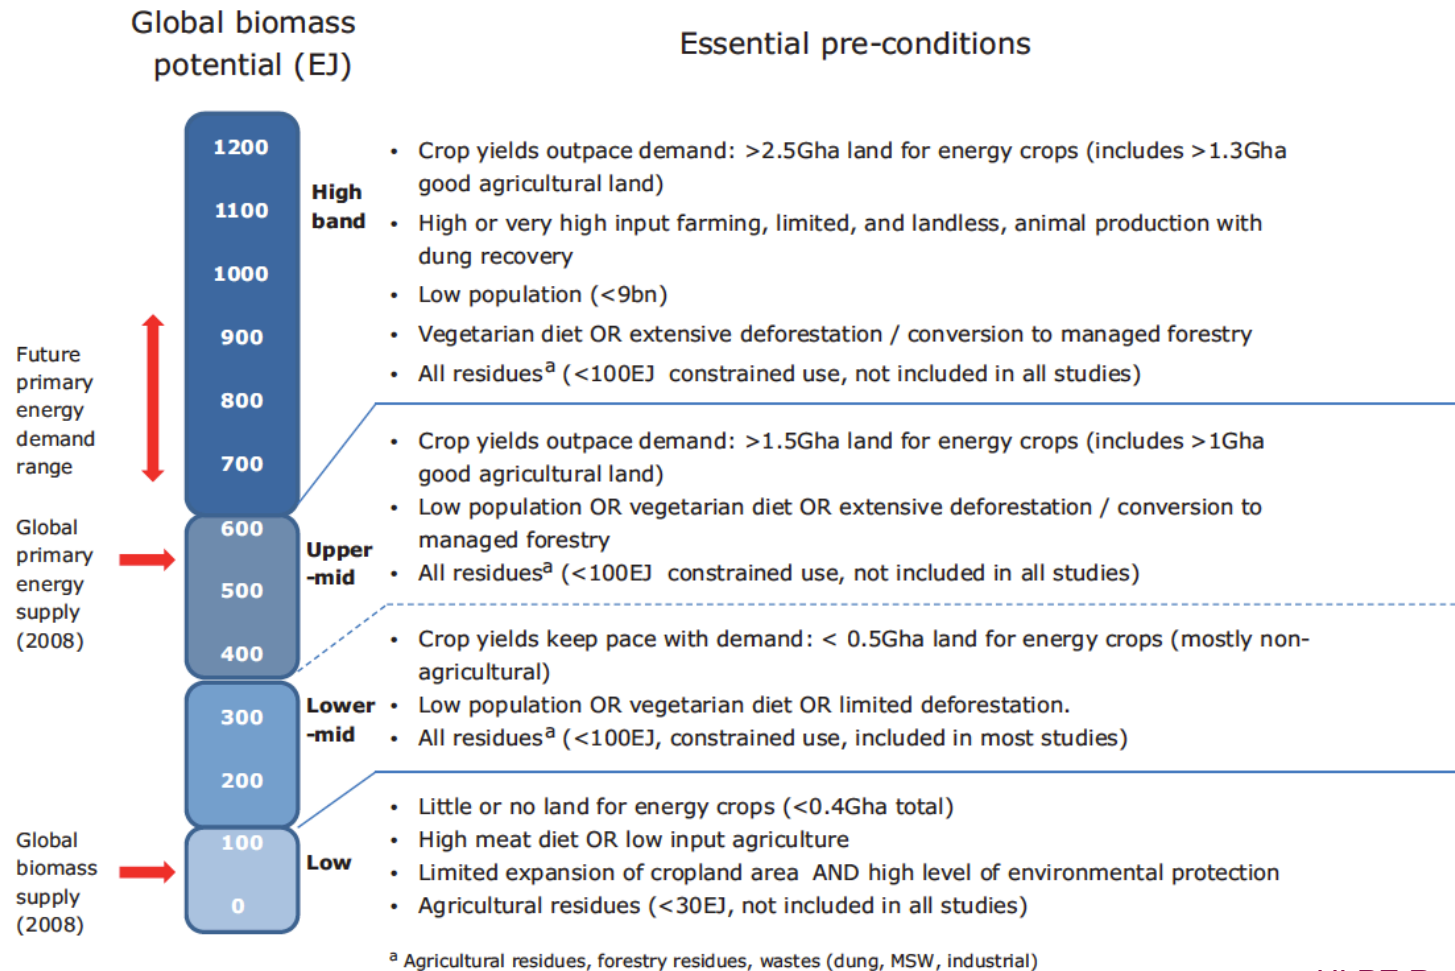 Global biomass
potential (EJ)
Essential pre-conditions
1200
1100
1000
900
800
700
600
500
400
300
200
100
0
High
band
Upper
-mid
Lower
-mid
Low
Future
primary
energy
demand
range
Global
primary
energy
supply
(2008)
Global
biomass
supply
(2008)
• Crop yields outpace demand: >2.5Gha land for energy crops (includes >1.3Gha
good agricultural land)
• High or very high input farming, limited, and landless, animal production with
dung recovery
• Low population (<9bn)
• Vegetarian diet OR extensive deforestation / conversion to managed forestry
• All residuesᵃ (<100EJ constrained use, not included in all studies)
• Crop yields outpace demand: >1.5Gha land for energy crops (includes >1Gha
good agricultural land)
• Low population OR vegetarian diet OR extensive deforestation / conversion to
managed forestry
• All residuesᵃ (<100EJ constrained use, not included in all studies)
• Crop yields keep pace with demand: < 0.5Gha land for energy crops (mostly non-
agricultural)
• Low population OR vegetarian diet OR limited deforestation.
• All residuesᵃ (<100EJ, constrained use, included in most studies)
• Little or no land for energy crops (<0.4Gha total)
• High meat diet OR low input agriculture
• Limited expansion of cropland area AND high level of environmental protection
• Agricultural residues (<30EJ, not included in all studies)
ᵃ Agricultural residues, forestry residues, wastes (dung, MSW, industrial)